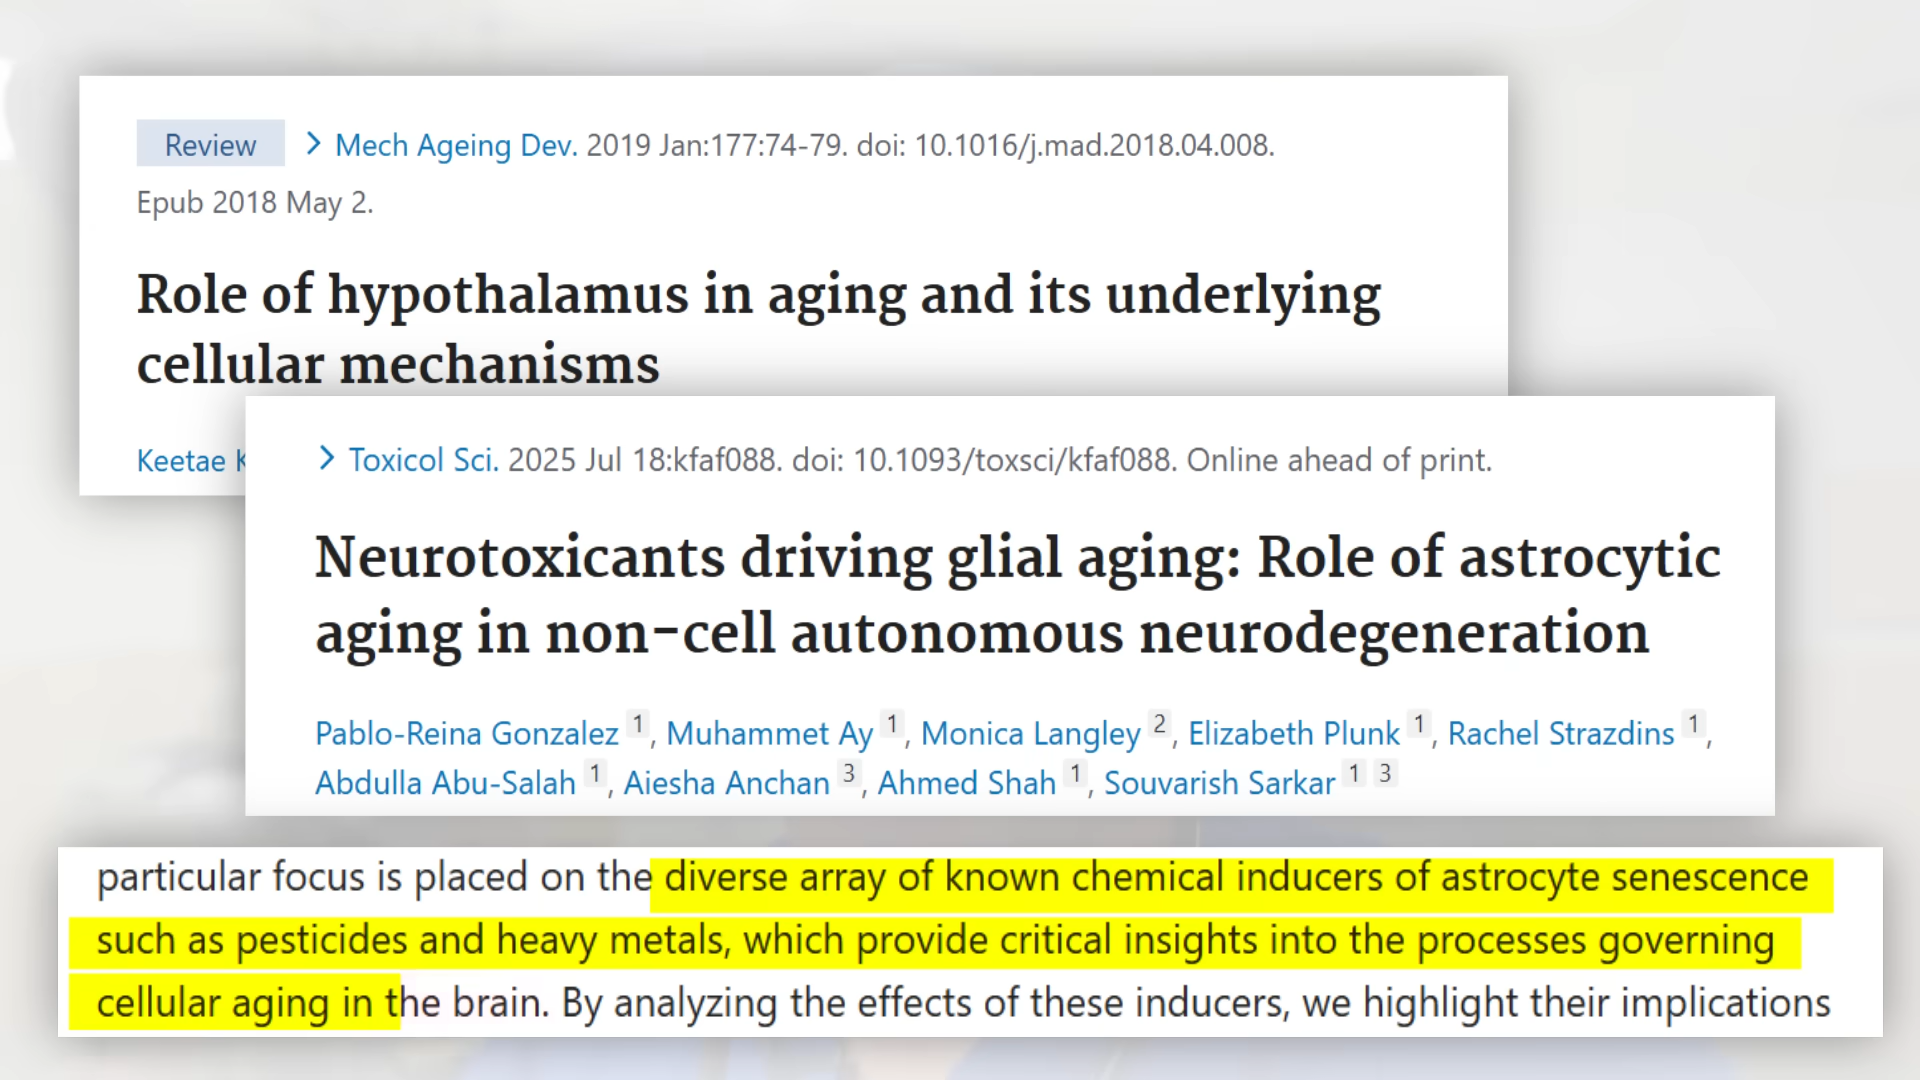 Review > Mech Ageing Dev. 2019 Jan:177:74-79. doi: 10.1016/j.mad.2018.04.008.
Epub 2018 May 2.
Role of hypothalamus in aging and its underlying
cellular mechanisms
Keetae
> Toxicol Sci. 2025 Jul 18:kfaf088. doi: 10.1093/toxsci/kfaf088. Online ahead of print.
Neurotoxicants driving glial aging: Role of astrocytic
aging in non-cell autonomous neurodegeneration
Pablo-Reina Gonzalez 1, Muhammet Ay 1, Monica Langley 2, Elizabeth Plunk 1, Rachel Strazdins 1,
Abdulla Abu-Salah 1, Aiesha Anchan 3, Ahmed Shah 1, Souvarish Sarkar 1 3
particular focus is placed on the diverse array of known chemical inducers of astrocyte senescence
such as pesticides and heavy metals, which provide critical insights into the processes governing
cellular aging in the brain. By analyzing the effects of these inducers, we highlight their implications